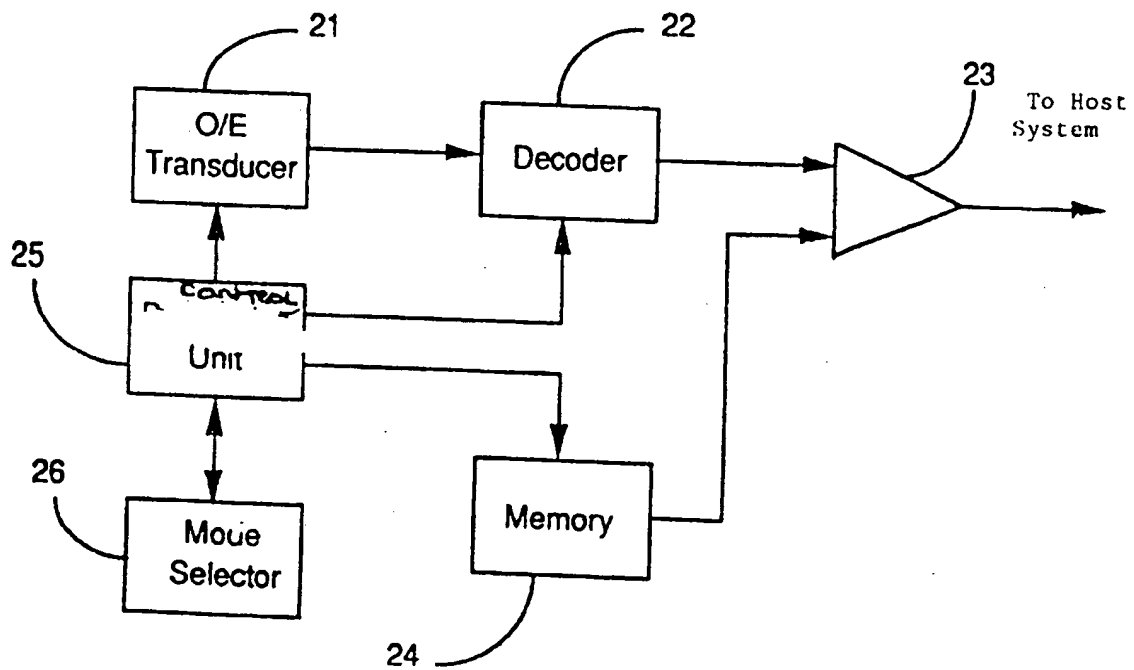 21
22
23
To Host
System
O/E
Transducer
Decoder
25
Control
Unit
26
Moue
Selector
Memory
24